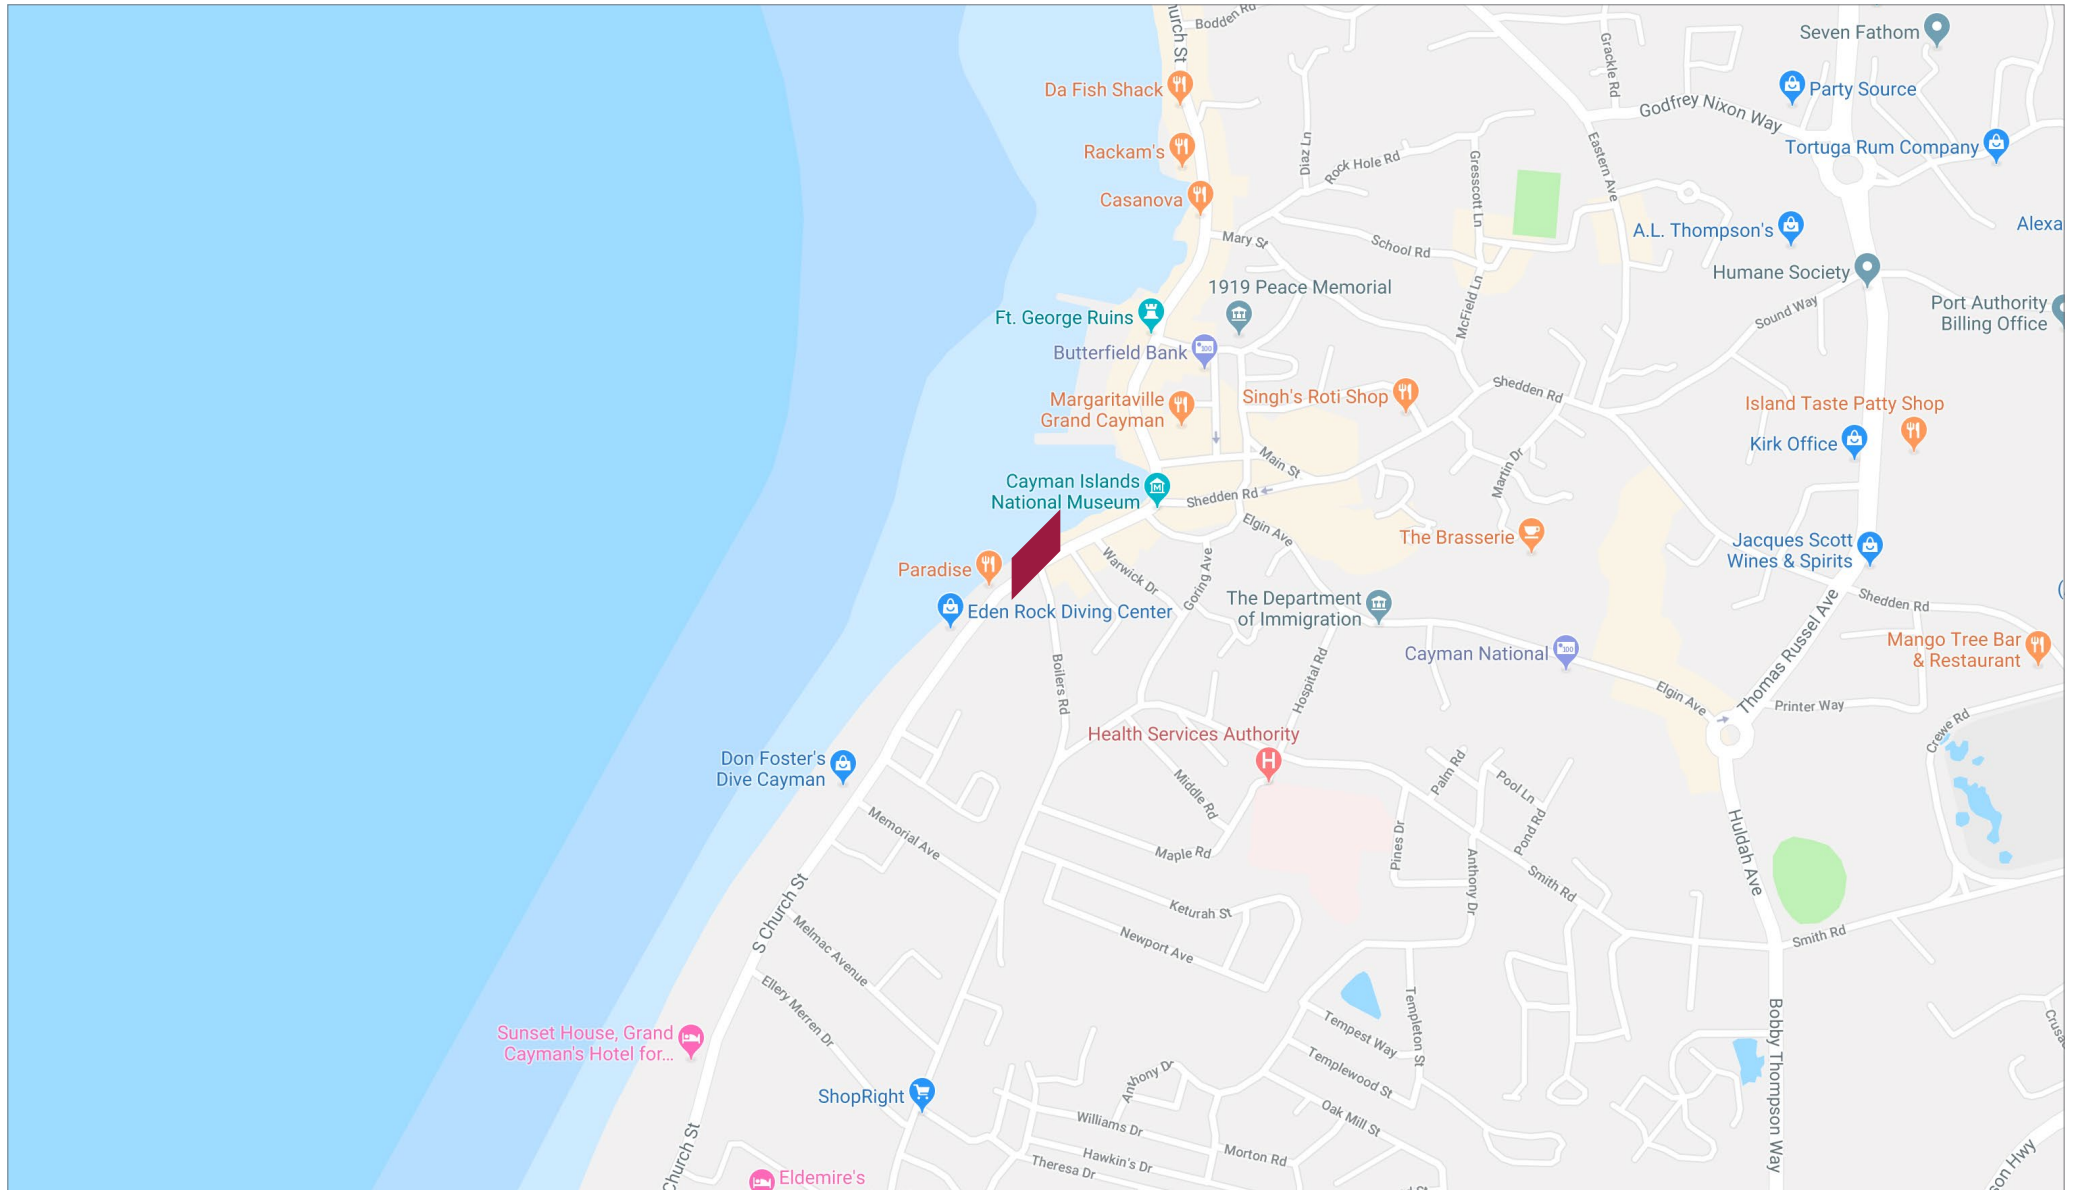 Church St
Bodden Rd
Grackle Rd
Seven Fathom
Da Fish Shack
Party Source
Godfrey Nixon Way
Rackam's
Diaz Ln
Rock Hole Rd
Gresscott Ln
Eastern Ave
Tortuga Rum Company
Casanova
Mary St
School Rd
A.L. Thompson's
Alexa
Humane Society
1919 Peace Memorial
McField Ln
Sound Way
Port Authority
Billing Office
Ft. George Ruins
Butterfield Bank
100
Shedden Rd
Margaritaville
Grand Cayman
Singh's Roti Shop
Island Taste Patty Shop
Kirk Office
Main St
Martin Dr
Cayman Islands
National Museum
M
Shedden Rd
Elgin Ave
The Brasserie
Jacques Scott
Wines & Spirits
Paradise
Warwick Dr
Goring Ave
Eden Rock Diving Center
The Department
of Immigration
Shedden Rd
Cayman National
100
Mango Tree Bar
& Restaurant
Boilers Rd
Hospital Rd
Elgin Ave
Thomas Russel Ave
Printer Way
Crewe Rd
Health Services Authority
H
Don Foster's
Dive Cayman
Middle Rd
Palm Rd
Pool Ln
Pond Rd
Memorial Ave
Maple Rd
Pines Dr
Anthony Dr
Smith Rd
Huldah Ave
S Church St
Keturah St
Newport Ave
Melmac Avenue
Smith Rd
Ellery Merren Dr
Templeton St
Tempest Way
Templewood St
Bobby Thompson Way
Sunset House, Grand
Cayman's Hotel for...
Anthony Dr
ShopRight
Williams Dr
Oak Mill St
Church St
Hawkin's Dr
Morton Rd
Theresa Dr
Eldemire's
son Hwy